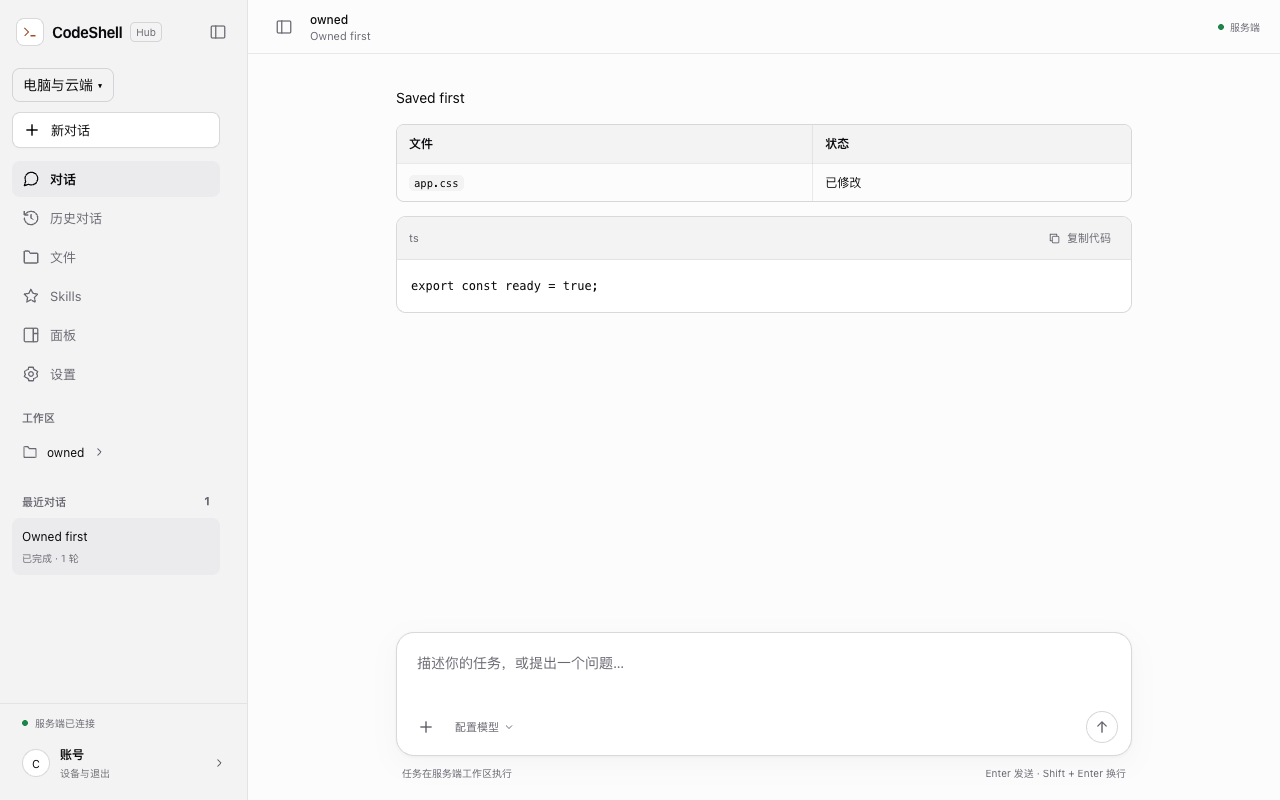 CodeShell Hub
电脑与云端
新对话
对话
历史对话
文件
Skills
面板
设置
工作区
owned
最近对话 1
Owned first
已完成 · 1 轮
服务端已连接
C
账号
设备与退出
owned
Owned first
服务端
Saved first
文件 状态
app.css 已修改
ts 复制代码
export const ready = true;
描述你的任务，或提出一个问题...
配置模型
任务在服务端工作区执行 Enter 发送 · Shift + Enter 换行